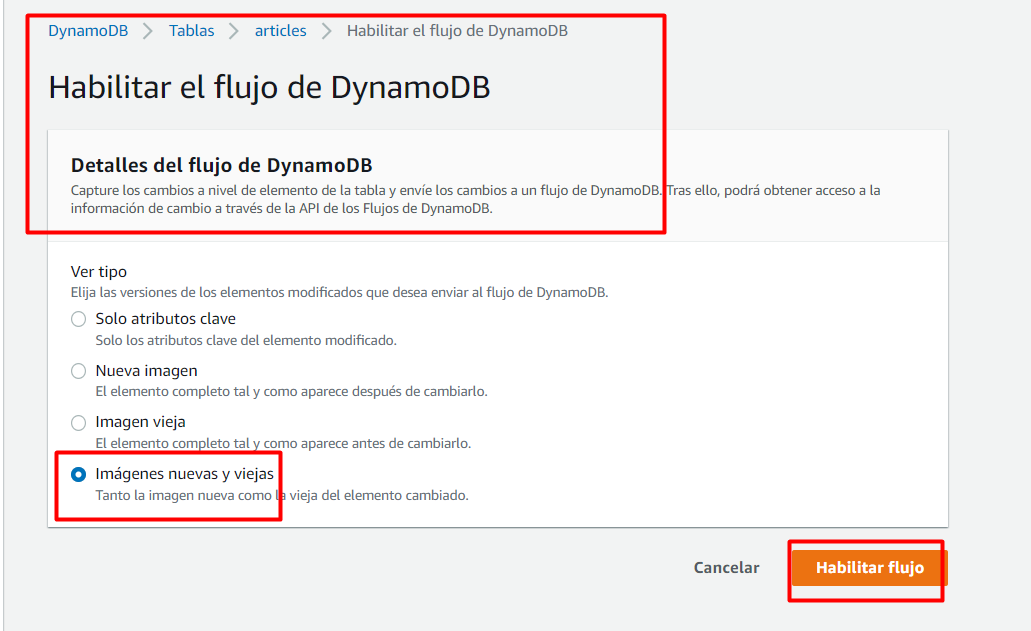 DynamoDB > Tablas > articles > Habilitar el flujo de DynamoDB
Habilitar el flujo de DynamoDB
Detalles del flujo de DynamoDB
Capture los cambios a nivel de elemento de la tabla y envíe los cambios a un flujo de DynamoDB. Tras ello, podrá obtener acceso a la
información de cambio a través de la API de los Flujos de DynamoDB.
Ver tipo
Elija las versiones de los elementos modificados que desea enviar al flujo de DynamoDB.
Solo atributos clave
Solo los atributos clave del elemento modificado.
Nueva imagen
El elemento completo tal y como aparece después de cambiarlo.
Imagen vieja
El elemento completo tal y como aparece antes de cambiarlo.
Imágenes nuevas y viejas
Tanto la imagen nueva como la vieja del elemento cambiado.
Cancelar Habilitar flujo